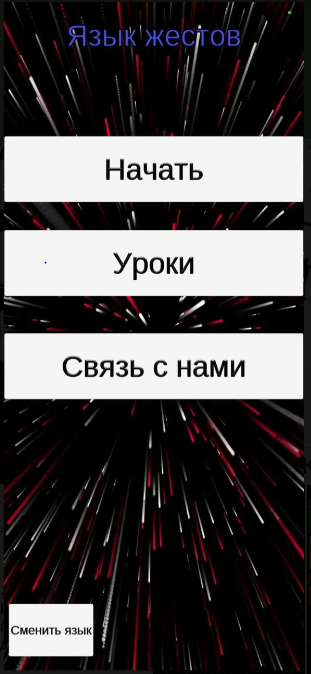 Язык жестов
Начать
Уроки
Связь с нами
Сменить язык